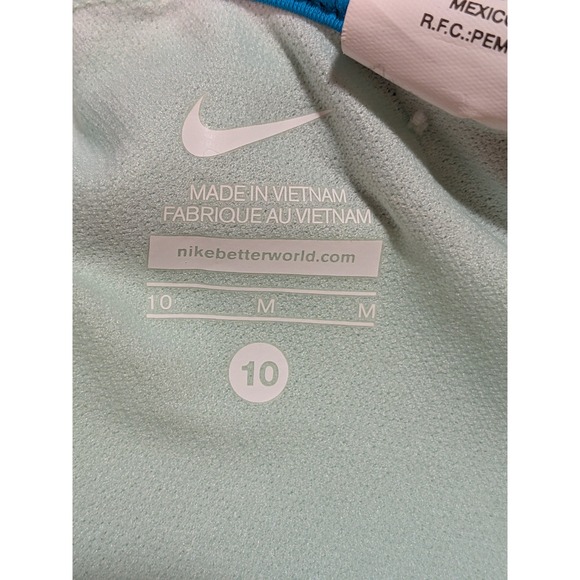 MEXICO
R.F.C.:PEM
MADE IN VIETNAM
FABRIQUE AU VIETNAM
nikebetterworld.com
10 M M
10